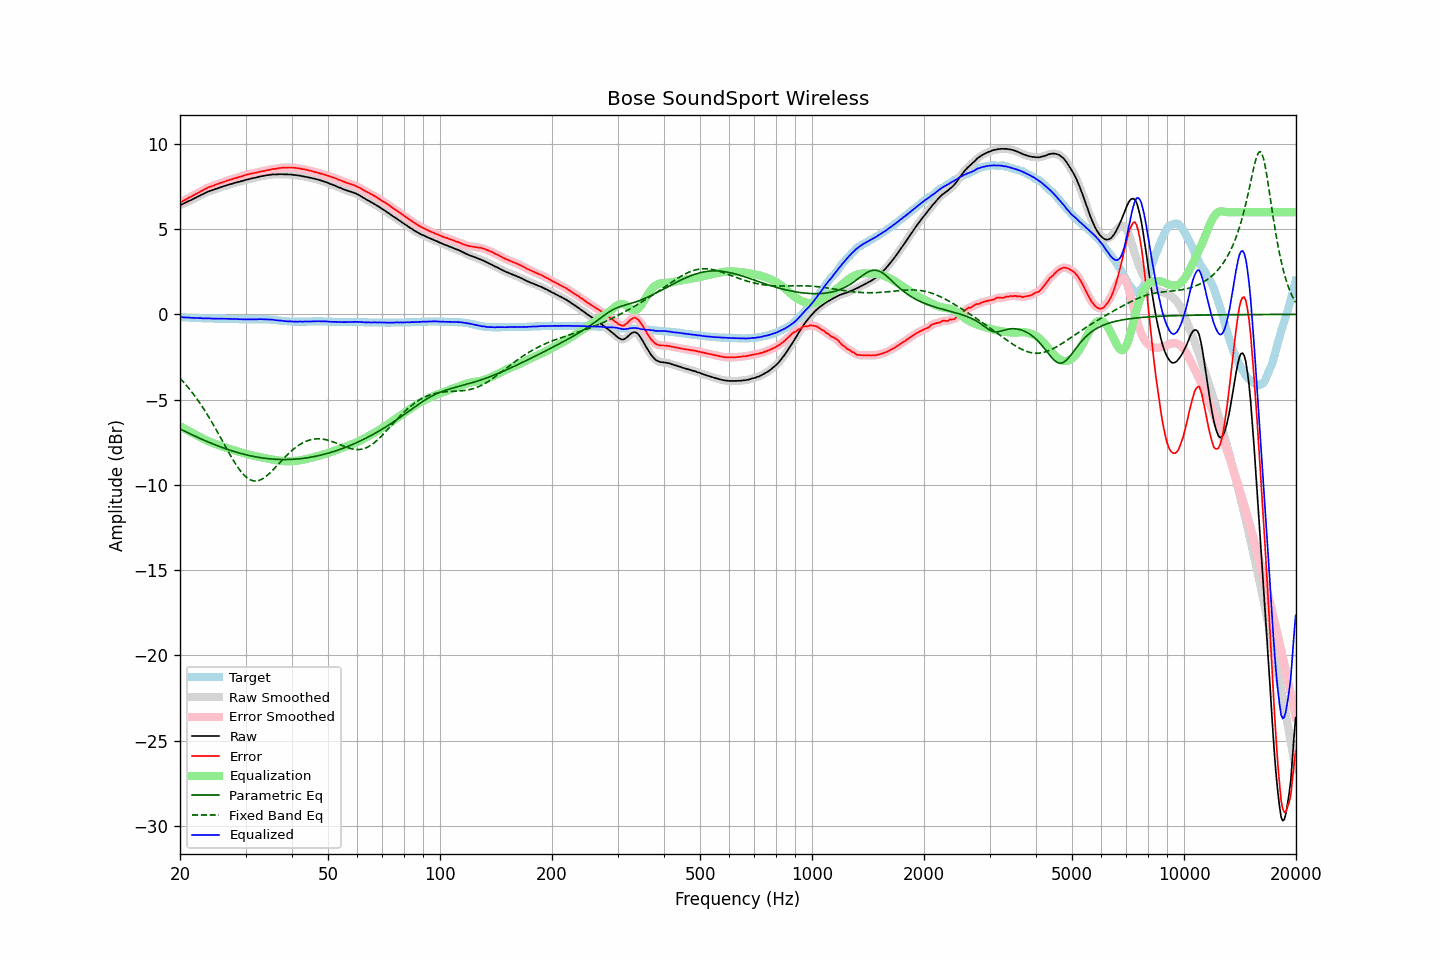 Bose SoundSport Wireless
10
5
0
−5
−10
−15
−20
−25
−30
Amplitude (dBr)
Target
Raw Smoothed
Error Smoothed
Raw
Error
Equalization
Parametric Eq
Fixed Band Eq
Equalized
20
50
100
200
500
1000
2000
5000
10000
20000
Frequency (Hz)